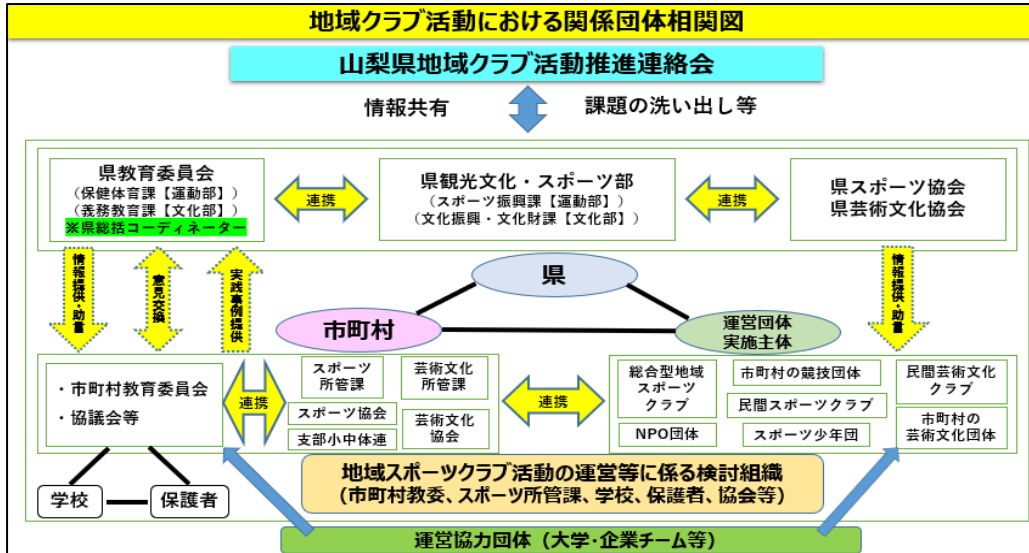 地域クラブ活動における関係団体相関図
山梨県地域クラブ活動推進連絡会
情報共有
課題の洗い出し等
県教育委員会
（保健体育課【運動部】）
（義務教育課【文化部】）
※県総括コーディネーター
連携
県観光文化・スポーツ部
（スポーツ振興課【運動部】）
（文化振興・文化財課【文化部】）
連携
県スポーツ協会
県芸術文化協会
情報提供・助言
意見交換
実践事例提供
情報提供・助言
県
市町村
運営団体
実施主体
・市町村教育委員会
・協議会等
連携
スポーツ
所管課
芸術文化
所管課
スポーツ協会
支部小中体連
芸術文化
協会
連携
総合型地域
スポーツ
クラブ
市町村の競技団体
民間芸術文化
クラブ
民間スポーツクラブ
NPO団体
スポーツ少年団
市町村の
芸術文化団体
学校
保護者
地域スポーツクラブ活動の運営等に係る検討組織
（市町村教委、スポーツ所管課、学校、保護者、協会等）
運営協力団体（大学・企業チーム等）